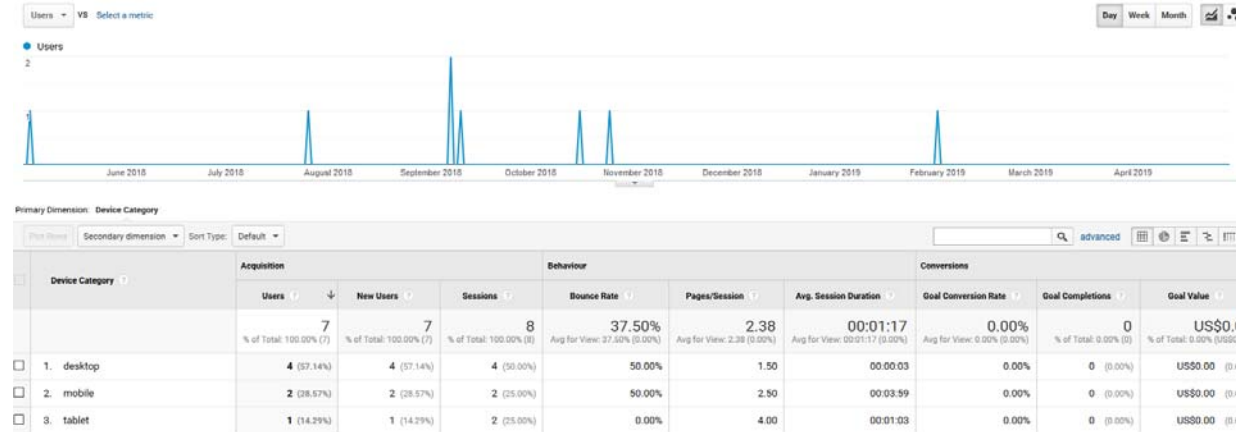 Users VS Select a metric
Day Week Month
Users
2
1
June 2018 July 2018 August 2018 September 2018 October 2018 November 2018 December 2018 January 2019 February 2019 March 2019 April 2019
Primary Dimension: Device Category
Plot Rows Secondary dimension Sort Type: Default advanced
Device Category Acquisition Behaviour Conversions
Users New Users Sessions Bounce Rate Pages/Session Avg. Session Duration Goal Conversion Rate Goal Completions Goal Value
7 7 8 37.50% 2.38 00:01:17 0.00% 0 US$0.
% of Total: 100.00% (7) % of Total: 100.00% (7) % of Total: 100.00% (8) Avg for View: 37.50% (0.00%) Avg for View: 2.38 (0.00%) Avg for View: 00:01:17 (0.00%) Avg for View: 0.00% (0.00%) % of Total: 0.00% (0) % of Total: 0.00%
1. desktop 4 (57.14%) 4 (57.14%) 4 (50.00%) 50.00% 1.50 00:00:03 0.00% 0 (0.00%) US$0.00
2. mobile 2 (28.57%) 2 (28.57%) 2 (25.00%) 50.00% 2.50 00:03:59 0.00% 0 (0.00%) US$0.00
3. tablet 1 (14.29%) 1 (14.29%) 2 (25.00%) 0.00% 4.00 00:01:03 0.00% 0 (0.00%) US$0.00